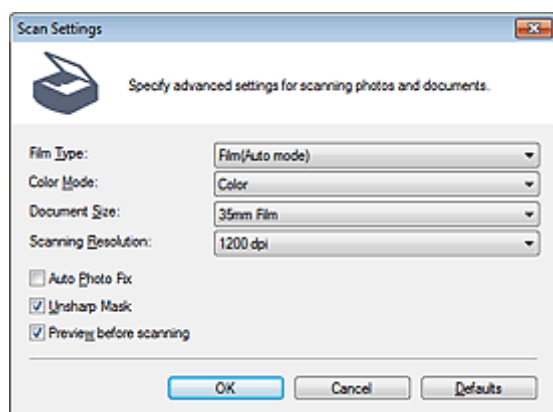 Scan Settings
Specify advanced settings for scanning photos and documents.
Film Type: Film(Auto mode)
Color Mode: Color
Document Size: 35mm Film
Scanning Resolution: 1200 dpi
Auto Photo Fix
Unsharp Mask
Preview before scanning
OK Cancel Defaults